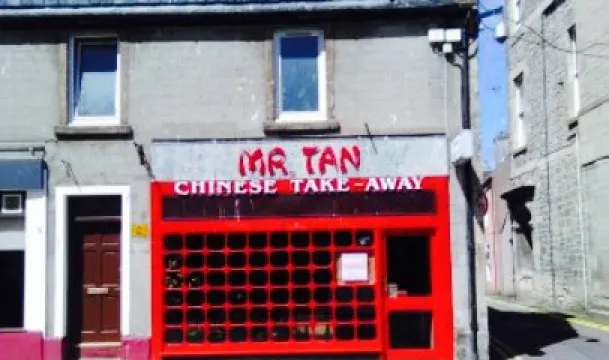 MR TAN
CHINESE TAKE-AWAY